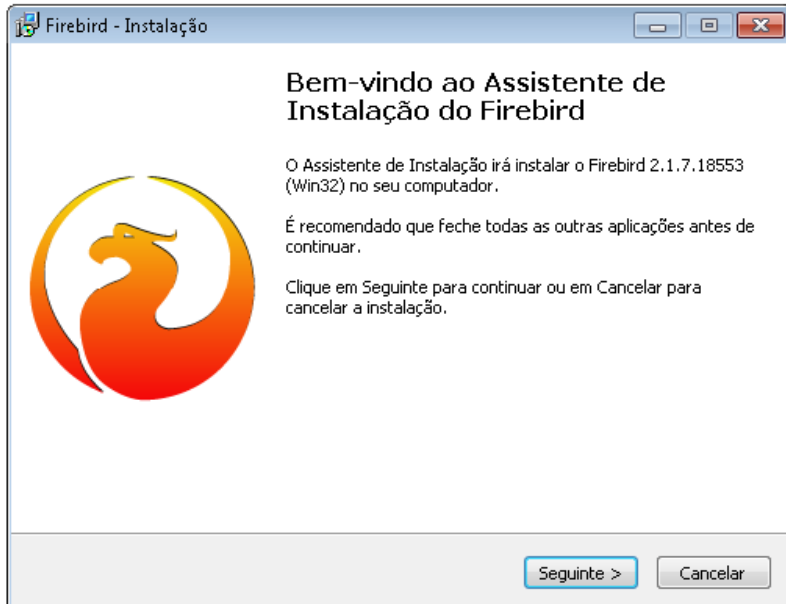 Firebird - Instalação
Bem-vindo ao Assistente de
Instalação do Firebird
O Assistente de Instalação irá instalar o Firebird 2.1.7.18553
(Win32) no seu computador.
É recomendado que feche todas as outras aplicações antes de
continuar.
Clique em Seguinte para continuar ou em Cancelar para
cancelar a instalação.
Seguinte >
Cancelar